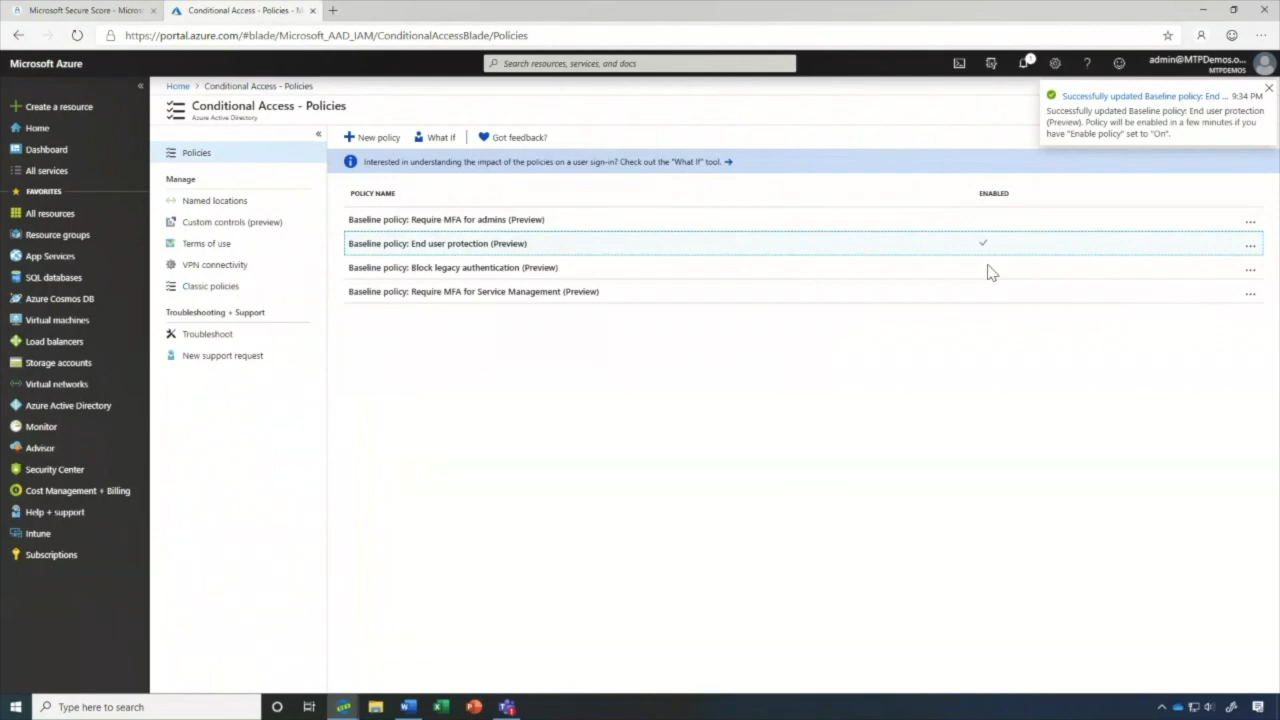 Microsoft Secure Score - Micros
Conditional Access - Policies - M
https://portal.azure.com/#blade/Microsoft_AAD_IAM/ConditionalAccessBlade/Policies
Microsoft Azure
Search resources, services, and docs
1
admin@MTPDemos.o...
MTPDEMOS
Successfully updated Baseline policy: End ... 9:34 PM
Successfully updated Baseline policy: End user protection
(Preview). Policy will be enabled in a few minutes if you
have "Enable policy" set to "On".
Create a resource
Home
Dashboard
All services
FAVORITES
All resources
Resource groups
App Services
SQL databases
Azure Cosmos DB
Virtual machines
Load balancers
Storage accounts
Virtual networks
Azure Active Directory
Monitor
Advisor
Security Center
Cost Management + Billing
Help + support
Intune
Subscriptions
Home > Conditional Access - Policies
Conditional Access - Policies
Azure Active Directory
Policies
Manage
Named locations
Custom controls (preview)
Terms of use
VPN connectivity
Classic policies
Troubleshooting + Support
Troubleshoot
New support request
New policy
What If
Got feedback?
Interested in understanding the impact of the policies on a user sign-in? Check out the "What If" tool.
POLICY NAME
ENABLED
Baseline policy: Require MFA for admins (Preview)
Baseline policy: End user protection (Preview)
Baseline policy: Block legacy authentication (Preview)
Baseline policy: Require MFA for Service Management (Preview)
Type here to search